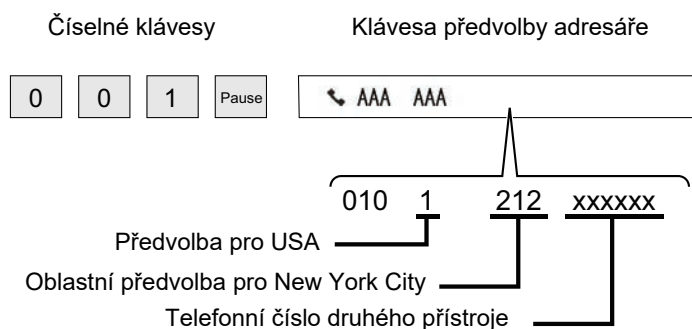 Číselné klávesy Klávesa předvolby adresáře
0 0 1 Pause AAA AAA
010 1 212 xxxxxx
Předvolba pro USA
Oblastní předvolba pro New York City
Telefonní číslo druhého přístroje